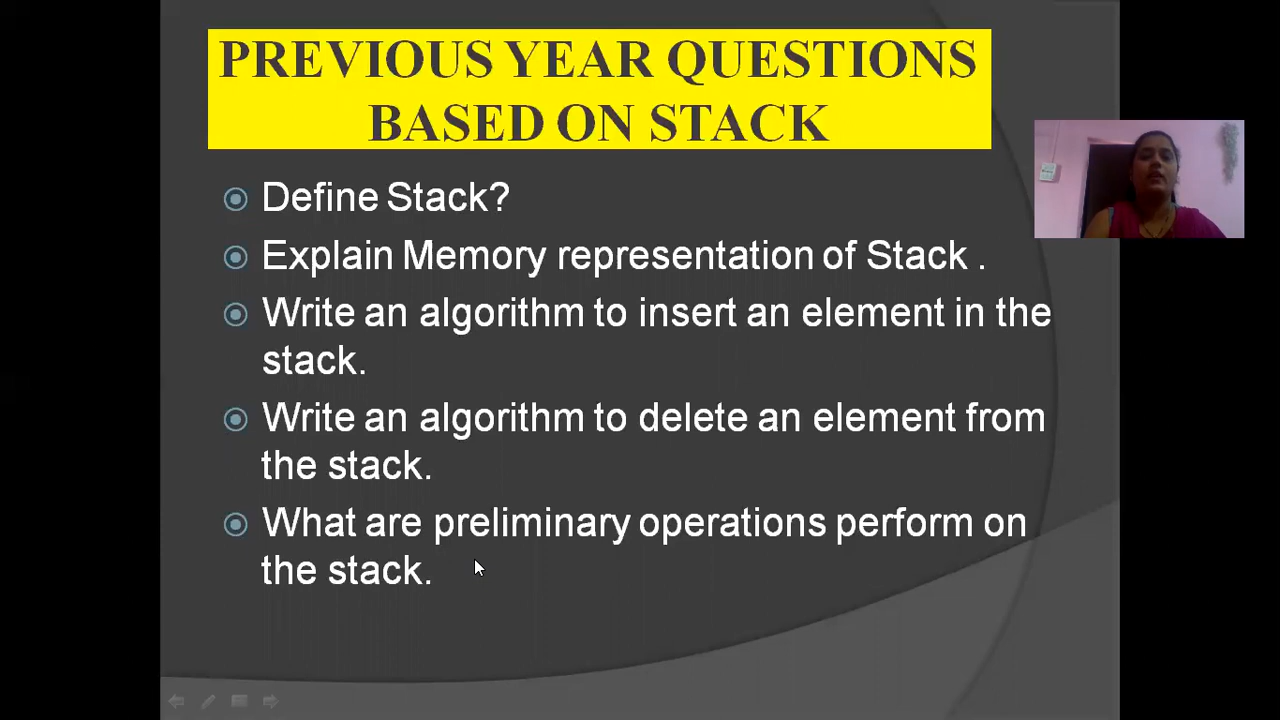 PREVIOUS YEAR QUESTIONS
BASED ON STACK
Define Stack?
Explain Memory representation of Stack .
Write an algorithm to insert an element in the
stack.
Write an algorithm to delete an element from
the stack.
What are preliminary operations perform on
the stack.